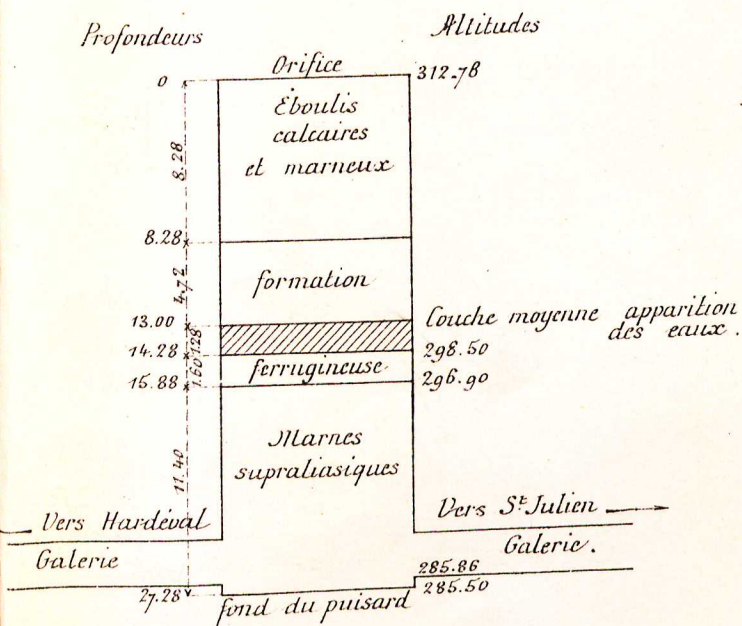 Profondeurs
Altitudes
Orifice
0
312.78
Éboulis
calcaires
et marneux
8.28
8.28
formation
4.72
13.00
Couche moyenne apparition
des eaux.
1.28
14.28
298.50
1.60
ferrugineuse
15.88
296.90
Marnes
supraliasiques
11.40
Vers Hardéval
Vers St Julien
Galerie
Galerie.
285.86
27.28
285.50
fond du puisard